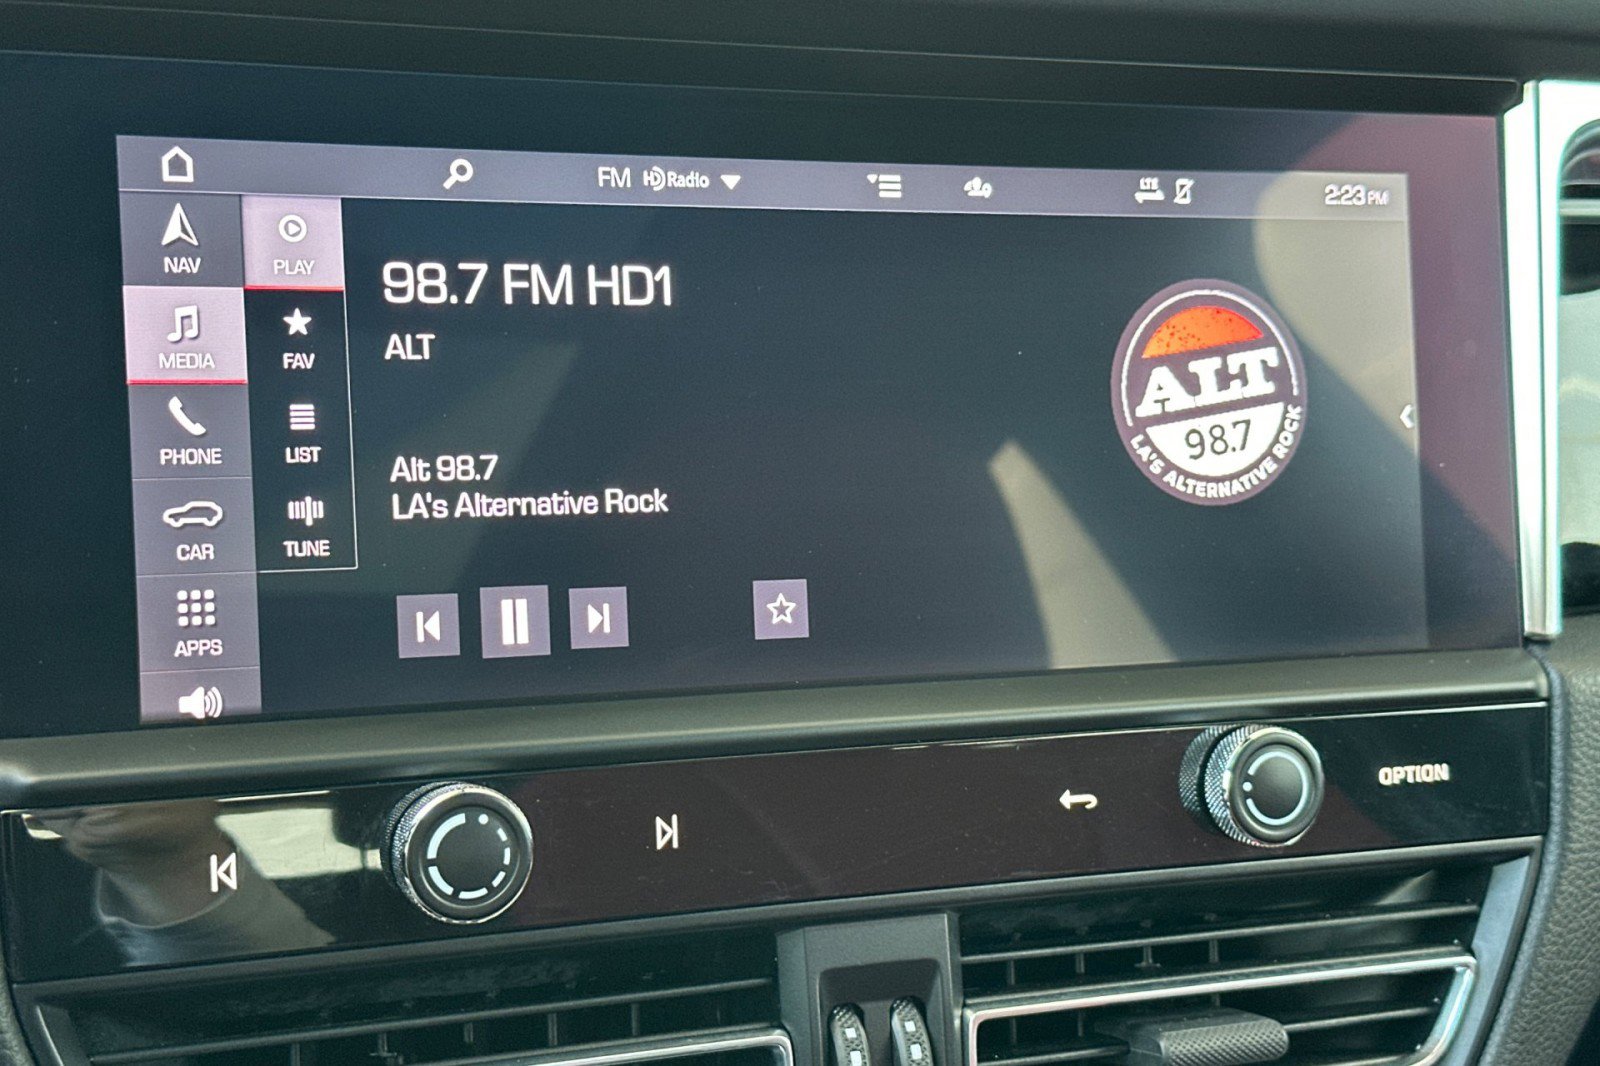 FM HD Radio
LTE
2:23 PM
NAV
PLAY
98.7 FM HD1
ALT
MEDIA
FAV
PHONE
LIST
Alt 98.7
LA's Alternative Rock
CAR
TUNE
APPS
ALT
98.7
LA'S ALTERNATIVE ROCK
OPTION